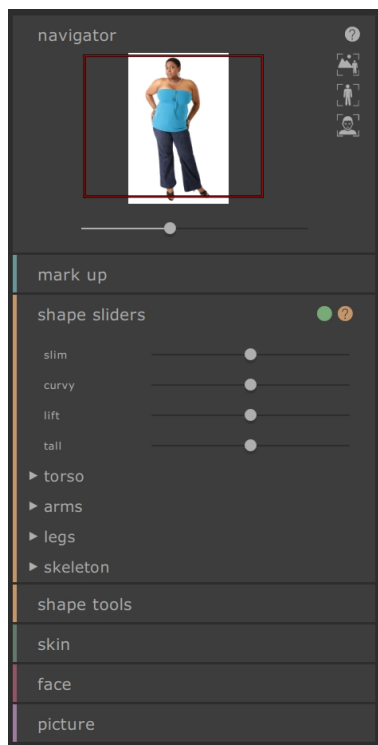 navigator
?
mark up
shape sliders
?
slim
curvy
lift
tall
torso
arms
legs
skeleton
shape tools
skin
face
picture